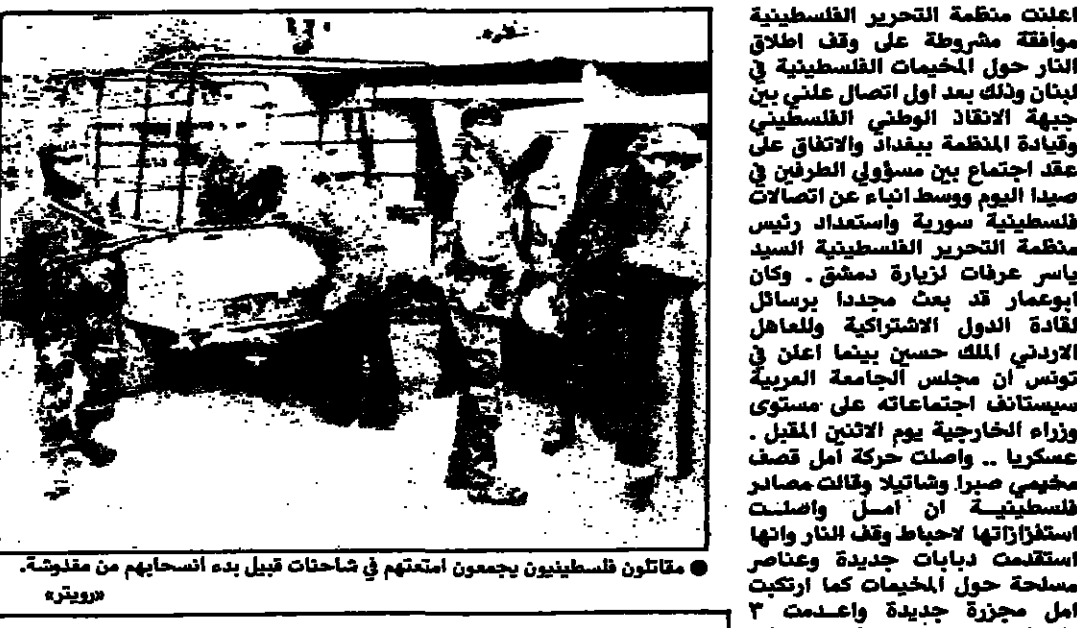 اعلنت منظمة التحرير الفلسطينية
موافقة مشروطة على وقف اطلاق
النار حول المخيمات الفلسطينية في
لبنان وذلك بعد اول اتصال علني بين
جبهة الانقاذ الوطني الفلسطيني
وقيادة المنظمة ببغداد والاتفاق على
عقد اجتماع بين مسؤولي الطرفين في
صيدا اليوم ووسط انباء عن اتصالات
فلسطينية سورية واستعداد رئيس
منظمة التحرير الفلسطينية السيد
ياسر عرفات لزيارة دمشق . وكان
ابوعمار قد بعث مجددا برسائل
لقادة الدول الاشتراكية وللعاهل
الاردني الملك حسين بينما اعلن في
تونس ان مجلس الجامعة العربية
سيستانف اجتماعاته على مستوى
وزراء الخارجية يوم الاثنين المقبل .
عسكريا .. واصلت حركة امل قصف
مخيمي صبرا وشاتيلا وقالت مصادر
فلسطينيـة ان امـل واصلـت
استفزازاتها لاحباط وقف النار وانها
استقدمت دبابات جديدة وعناصر
مسلحة حول المخيمات كما ارتكبت
امل مجزرة جديدة واعـدمت ٣
● مقاتلون فلسطينيون يجمعون امتعتهم في شاحنات قبيل بدء انسحابهم من مغدوشة.
«رويتر»